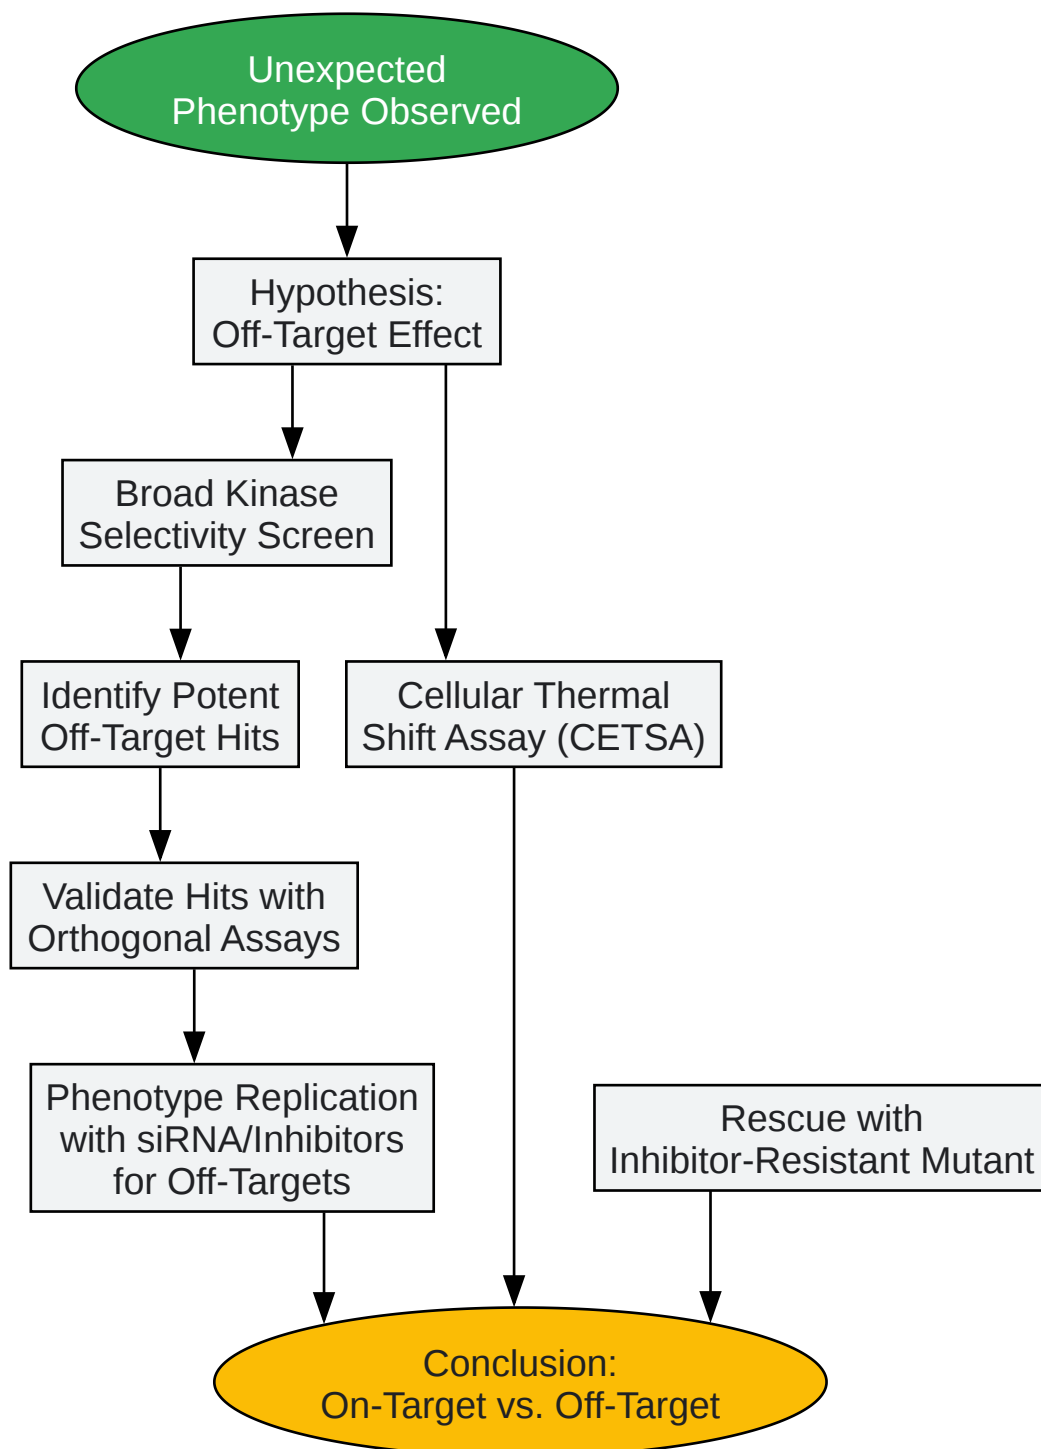 Unexpected
Phenotype Observed
Hypothesis:
Off-Target Effect
Broad Kinase
Selectivity Screen
Identify Potent
Off-Target Hits
Cellular Thermal
Shift Assay (CETSA)
Validate Hits with
Orthogonal Assays
Phenotype Replication
with siRNA/Inhibitors
for Off-Targets
Rescue with
Inhibitor-Resistant Mutant
Conclusion:
On-Target vs. Off-Target